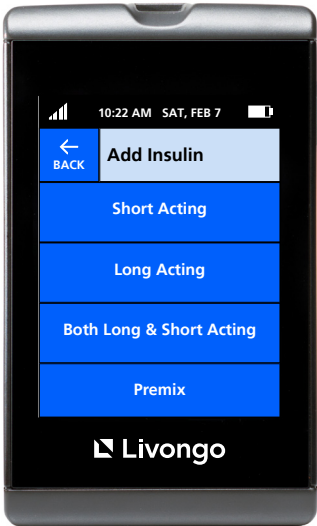 10:22 AM SAT, FEB 7
BACK
Add Insulin
Short Acting
Long Acting
Both Long & Short Acting
Premix
Livongo